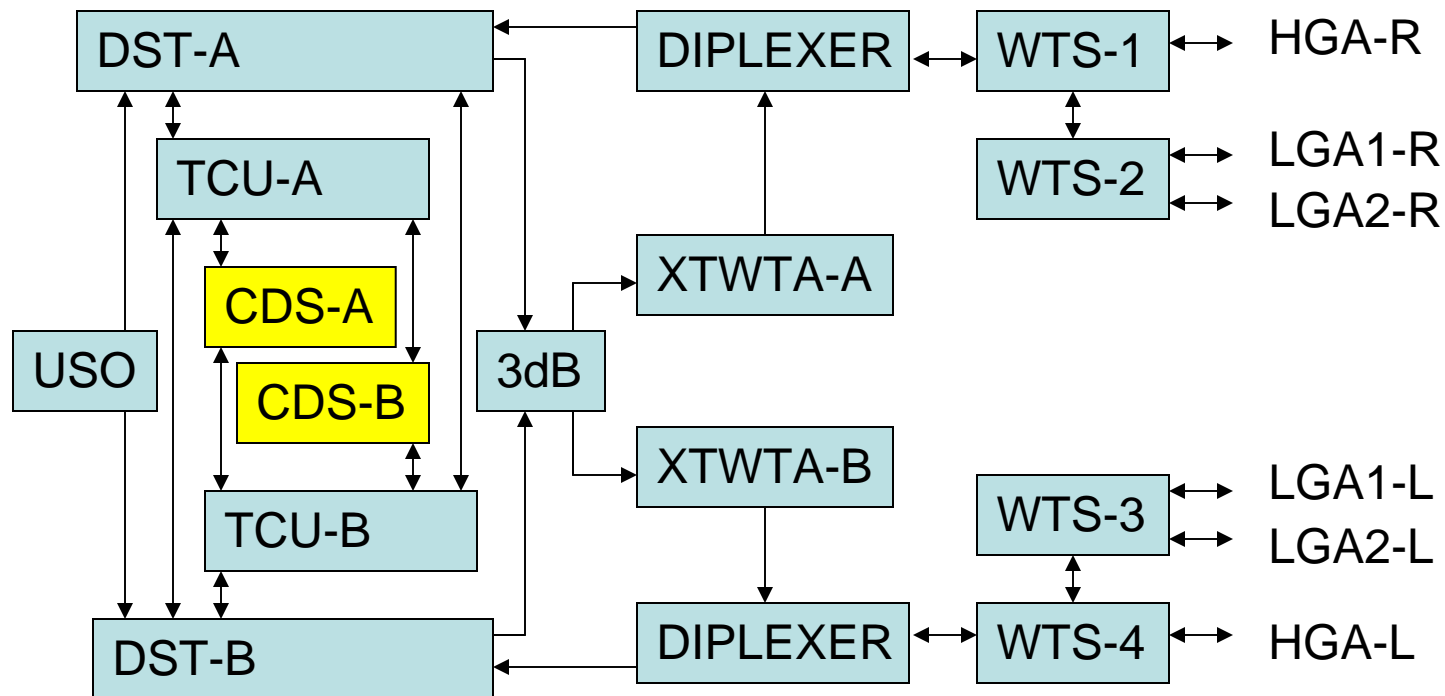 DST-A
DIPLEXER
WTS-1
HGA-R
TCU-A
WTS-2
LGA1-R
LGA2-R
CDS-A
XTWTA-A
USO
3dB
CDS-B
XTWTA-B
TCU-B
WTS-3
LGA1-L
LGA2-L
DST-B
DIPLEXER
WTS-4
HGA-L